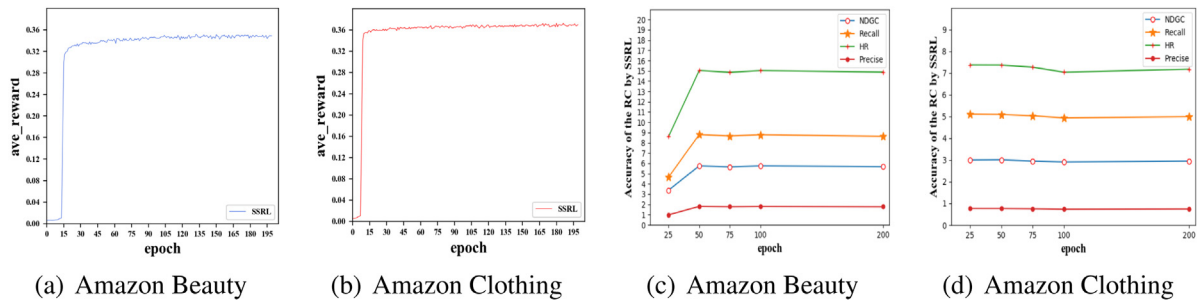 ave_reward
0.36
0.32
0.28
0.24
0.20
0.16
0.12
0.08
0.04
0.00
0 15 30 45 60 75 90 105 120 135 150 165 180 195
epoch
SSRL
(a) Amazon Beauty
ave_reward
0.36
0.32
0.28
0.24
0.20
0.16
0.12
0.08
0.04
0.00
0 15 30 45 60 75 90 105 120 135 150 165 180 195
epoch
SSRL
(b) Amazon Clothing
Accuracy of the RC by SSRL
20
19
18
17
16
15
14
13
12
11
10
9
8
7
6
5
4
3
2
1
0
NDGC
Recall
HR
Precise
25 50 75 100 200
epoch
(c) Amazon Beauty
Accuracy of the RC by SSRL
9
8
7
6
5
4
3
2
1
0
NDGC
Recall
HR
Precise
25 50 75 100 200
epoch
(d) Amazon Clothing